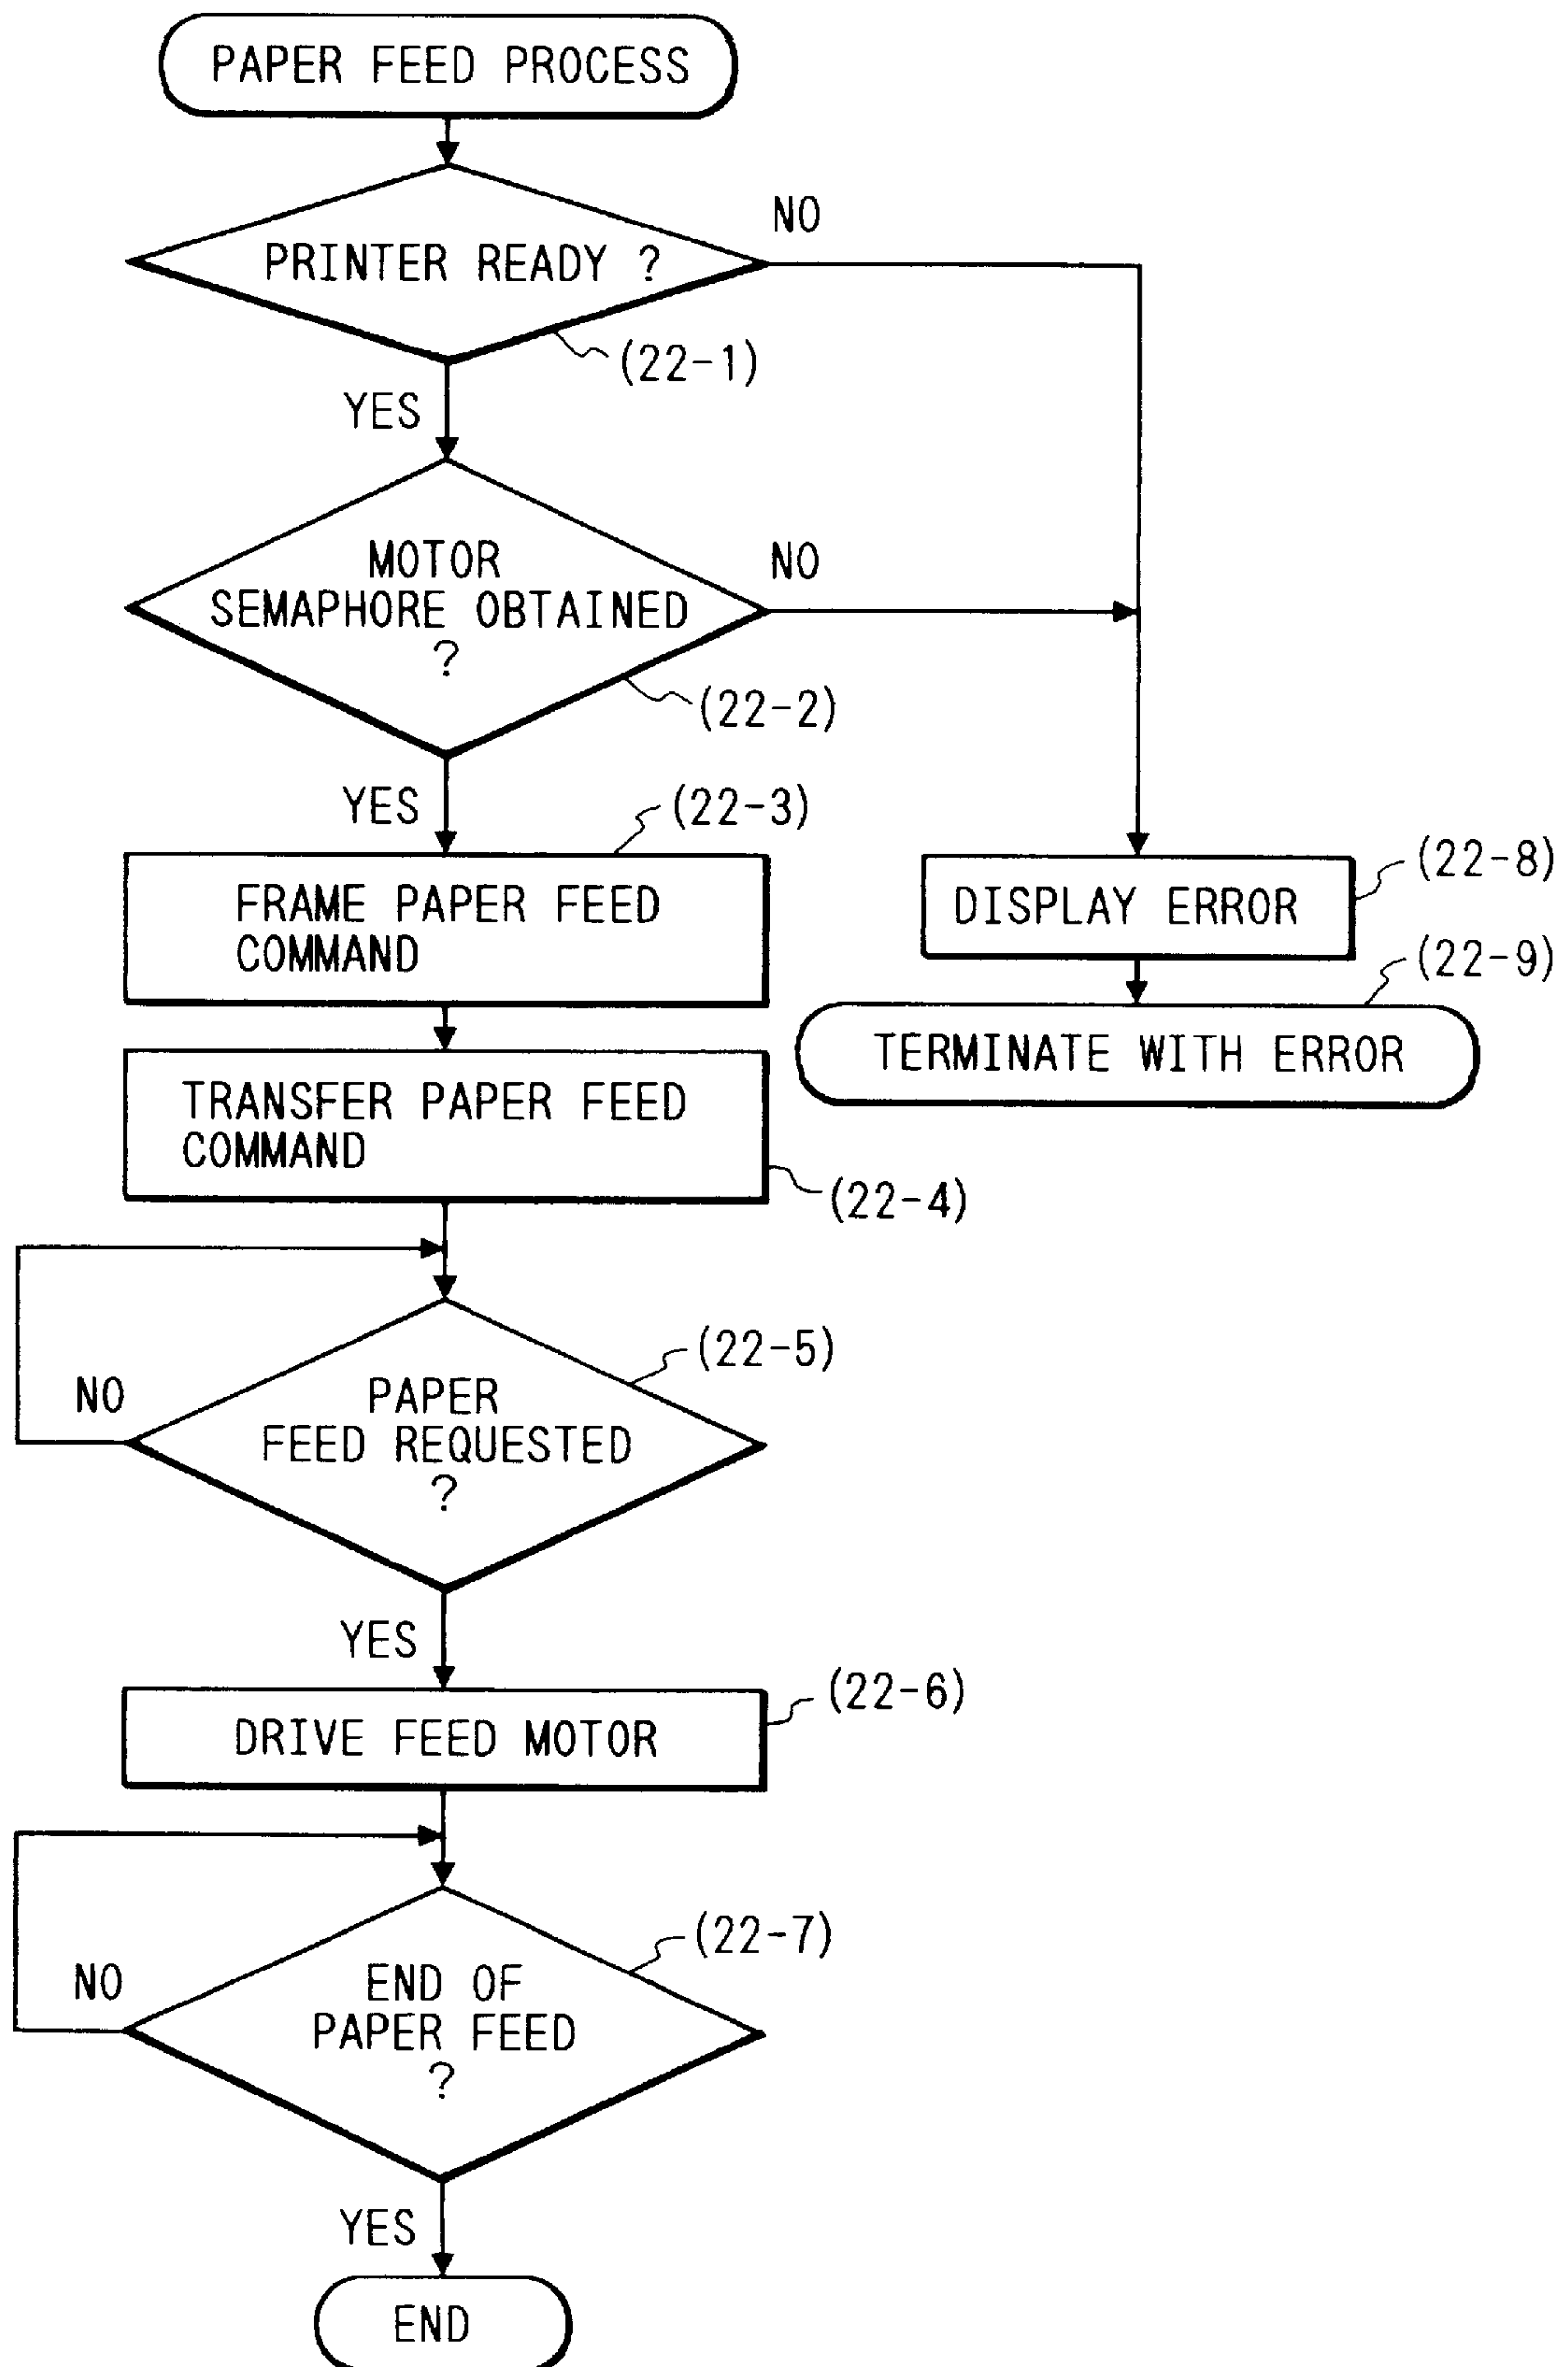 PAPER FEED PROCESS
NO
PRINTER READY ?
(22-1)
YES
MOTOR
SEMAPHORE OBTAINED
?
NO
(22-2)
YES
(22-3)
FRAME PAPER FEED
COMMAND
DISPLAY ERROR
(22-8)
(22-9)
TERMINATE WITH ERROR
TRANSFER PAPER FEED
COMMAND
(22-4)
(22-5)
NO
PAPER
FEED REQUESTED
?
YES
(22-6)
DRIVE FEED MOTOR
(22-7)
NO
END OF
PAPER FEED
?
YES
END